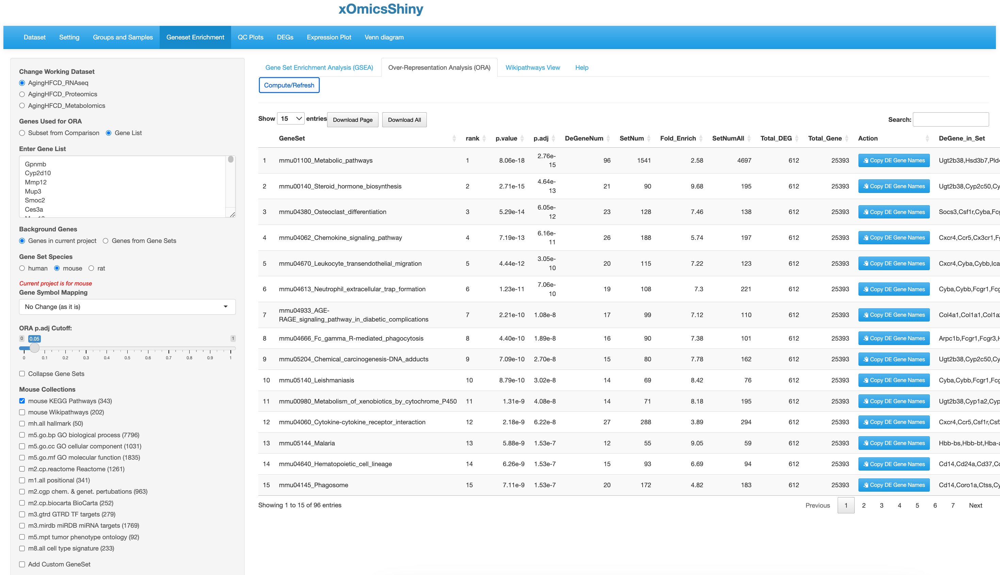 xOmicsShiny
Dataset Setting Groups and Samples Geneset Enrichment QC Plots DEGs Expression Plot Venn diagram
Change Working Dataset
AgingHFCD_RNAseq
AgingHFCD_Proteomics
AgingHFCD_Metabolomics
Genes Used for ORA
Subset from Comparison Gene List
Enter Gene List
Gpnmb
Cyp2d10
Mmp12
Mup3
Smoc2
Ces3a
Background Genes
Genes in current project Genes from Gene Sets
Gene Set Species
human mouse rat
Current project is for mouse
Gene Symbol Mapping
No Change (as it is)
ORA p.adj Cutoff:
0 0.05 1
0 0.1 0.2 0.3 0.4 0.5 0.6 0.7 0.8 0.9 1
Collapse Gene Sets
Mouse Collections
mouse KEGG Pathways (343)
mouse Wikipathways (202)
mh.all hallmark (50)
m5.go.bp GO biological process (7796)
m5.go.cc GO cellular component (1031)
m5.go.mf GO molecular function (1835)
m2.cp.reactome Reactome (1261)
m1.all positional (341)
m2.cgp chem. & genet. pertubations (963)
m2.cp.biocarta BioCarta (252)
m3.gtrd GTRD TF targets (279)
m3.mirdb miRDB miRNA targets (1769)
m5.mpt tumor phenotype ontology (92)
m8.all cell type signature (233)
Add Custom GeneSet
Gene Set Enrichment Analysis (GSEA) Over-Representation Analysis (ORA) Wikipathways View Help
Compute/Refresh
Show 15 entries Download Page Download All Search:
GeneSet rank p.value p.adj DeGeneNum SetNum Fold_Enrich SetNumAll Total_DEG Total_Gene Action DeGene_in_Set
1 mmu01100_Metabolic_pathways 1 8.06e-18 2.76e-15 96 1541 2.58 4697 612 25393 Copy DE Gene Names Ugt2b38,Hsd3b7,Pld4
2 mmu00140_Steroid_hormone_biosynthesis 2 2.71e-15 4.64e-13 21 90 9.68 195 612 25393 Copy DE Gene Names Ugt2b38,Cyp2c50,Cy
3 mmu04380_Osteoclast_differentiation 3 5.29e-14 6.05e-12 23 128 7.46 138 612 25393 Copy DE Gene Names Socs3,Csf1r,Cyba,Fcg
4 mmu04062_Chemokine_signaling_pathway 4 7.19e-13 6.16e-11 26 188 5.74 197 612 25393 Copy DE Gene Names Cxcr4,Ccr5,Cx3cr1,Fg
5 mmu04670_Leukocyte_transendothelial_migration 5 4.44e-12 3.05e-10 20 115 7.22 123 612 25393 Copy DE Gene Names Cxcr4,Cyba,Cybb,Ica
6 mmu04613_Neutrophil_extracellular_trap_formation 6 1.23e-11 7.06e-10 19 108 7.3 221 612 25393 Copy DE Gene Names Cyba,Cybb,Fcgr1,Fcg
7 mmu04933_AGE-RAGE_signaling_pathway_in_diabetic_complications 7 2.21e-10 1.08e-8 17 99 7.12 110 612 25393 Copy DE Gene Names Col4a1,Col1a1,Col1a2
8 mmu04666_Fc_gamma_R-mediated_phagocytosis 8 4.40e-10 1.89e-8 16 90 7.38 101 612 25393 Copy DE Gene Names Arpc1b,Fcgr1,Fcgr3,H
9 mmu05204_Chemical_carcinogenesis-DNA_adducts 9 7.09e-10 2.70e-8 15 80 7.78 162 612 25393 Copy DE Gene Names Ugt2b38,Cyp2c50,Cy
10 mmu05140_Leishmaniasis 10 8.79e-10 3.02e-8 14 69 8.42 76 612 25393 Copy DE Gene Names Cyba,Cybb,Fcgr1,Fcg
11 mmu00980_Metabolism_of_xenobiotics_by_cytochrome_P450 11 1.31e-9 4.08e-8 14 71 8.18 195 612 25393 Copy DE Gene Names Ugt2b38,Cyp1a2,Cyp
12 mmu04060_Cytokine-cytokine_receptor_interaction 12 2.18e-9 6.22e-8 27 288 3.89 294 612 25393 Copy DE Gene Names Cxcr4,Ccr5,Csf1r,Csf2
13 mmu05144_Malaria 13 5.88e-9 1.53e-7 12 55 9.05 59 612 25393 Copy DE Gene Names Hbb-bs,Hbb-bt,Hba-a
14 mmu04640_Hematopoietic_cell_lineage 14 6.26e-9 1.53e-7 15 93 6.69 94 612 25393 Copy DE Gene Names Cd14,Cd24a,Cd37,Cd
15 mmu04145_Phagosome 15 7.11e-9 1.53e-7 20 172 4.82 183 612 25393 Copy DE Gene Names Cd14,Coro1a,Ctss,Cy
Showing 1 to 15 of 96 entries Previous 1 2 3 4 5 6 7 Next